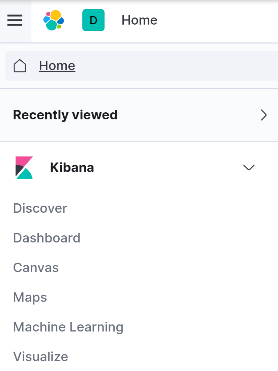 D Home
Home
Recently viewed
Kibana
Discover
Dashboard
Canvas
Maps
Machine Learning
Visualize